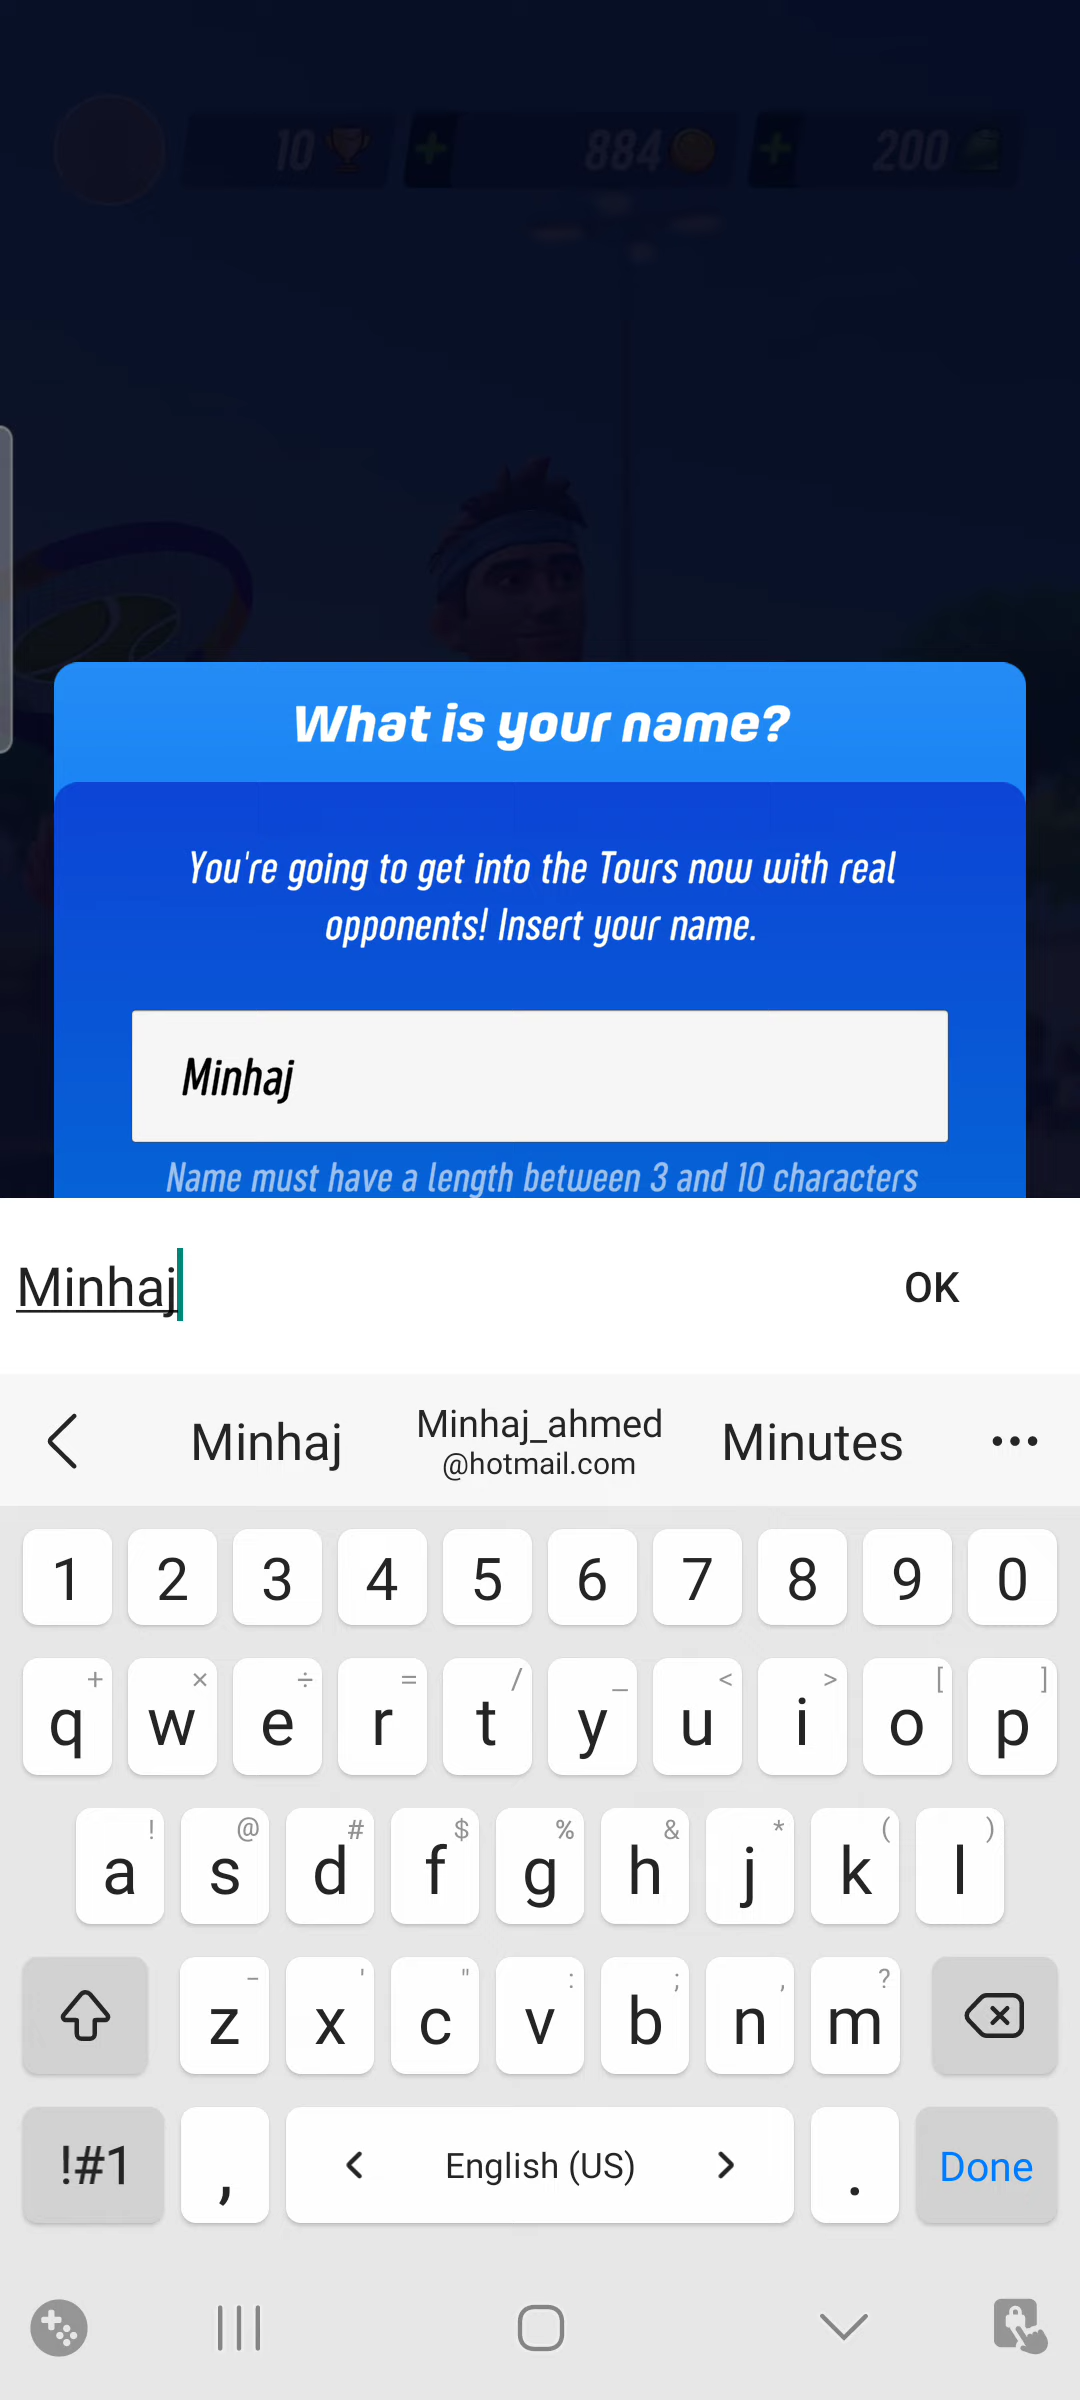 10 + 884 + 200
What is your name?
You're going to get into the Tours now with real
opponents! Insert your name.
Minhaj
Name must have a length between 3 and 10 characters
Minhaj OK
Minhaj Minhaj_ahmed Minutes ...
@hotmail.com
1 2 3 4 5 6 7 8 9 0
+ × ÷ = / _ < > [ ]
q w e r t y u i o p
! @ # $ % & * ( )
a s d f g h j k l
- ' " : ; , ?
z x c v b n m
!#1 , < English (US) > . Done